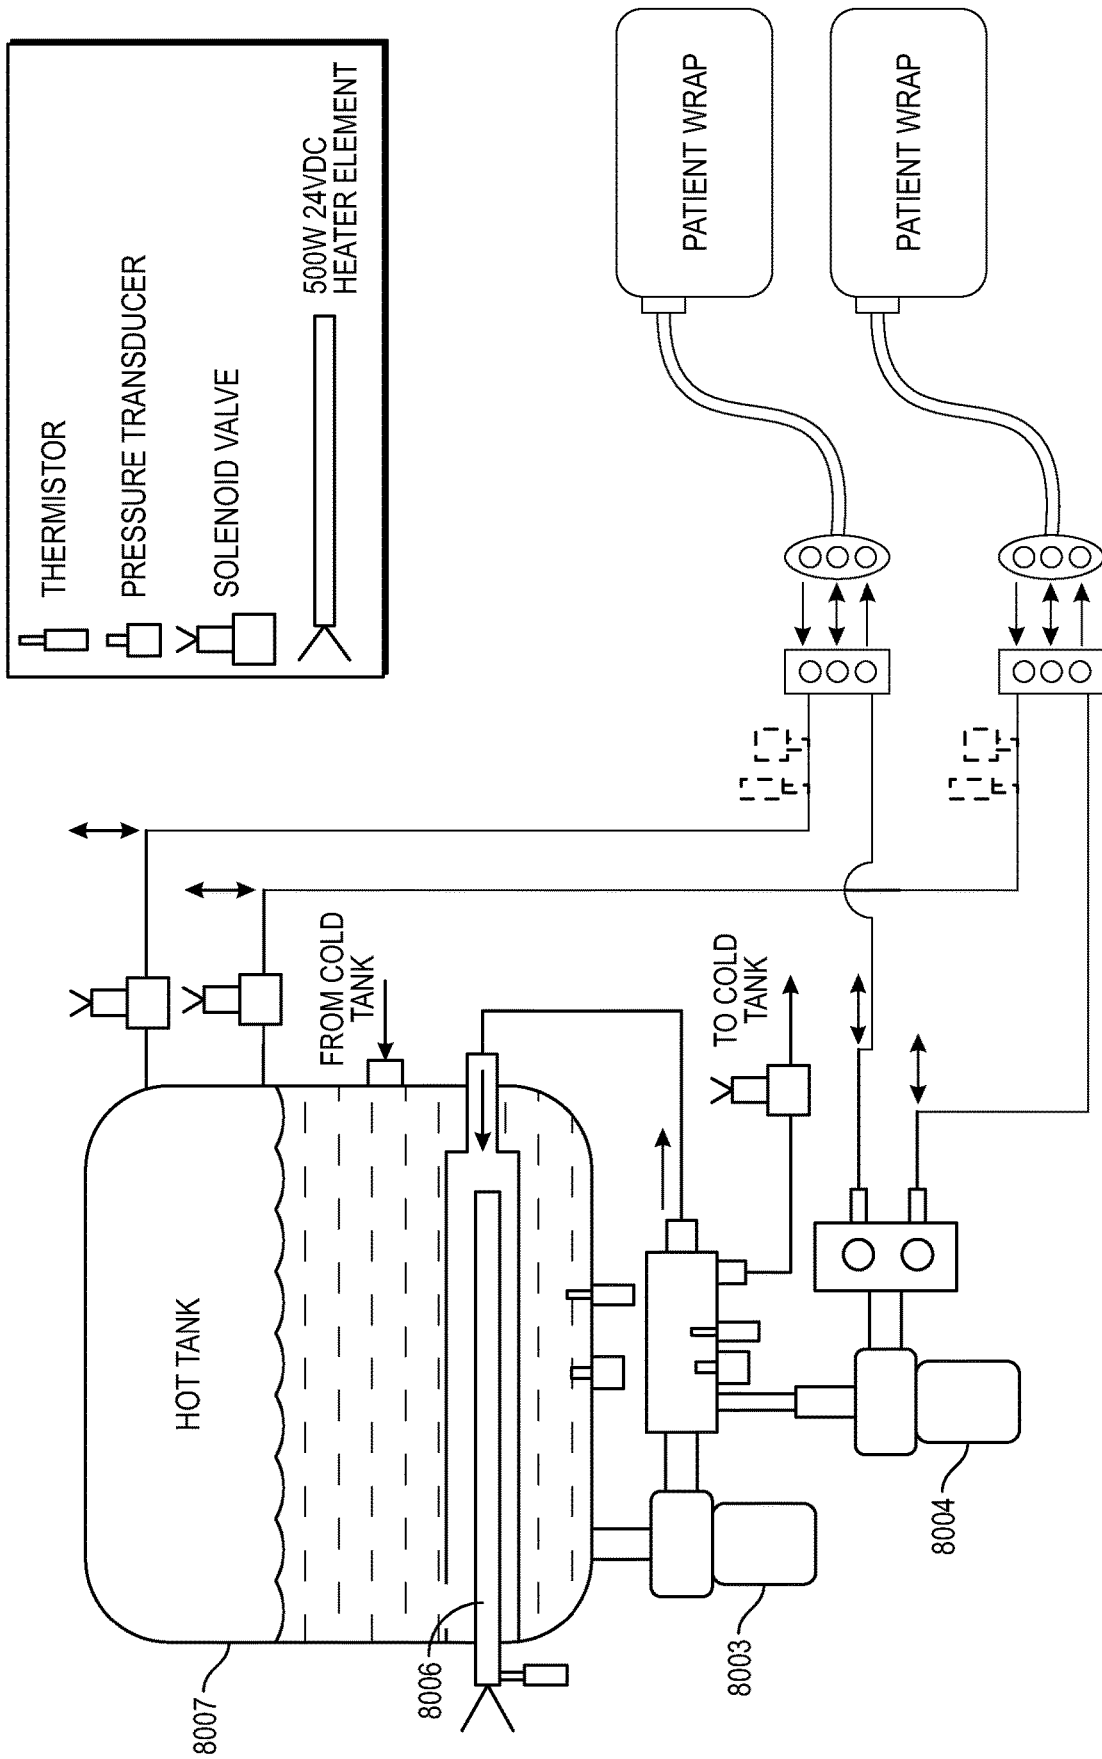 THERMISTOR
PRESSURE TRANSDUCER
SOLENOID VALVE
500W 24VDC
HEATER ELEMENT
8007
HOT TANK
FROM COLD
TANK
8006
8003
TO COLD
TANK
8004
PATIENT WRAP
PATIENT WRAP